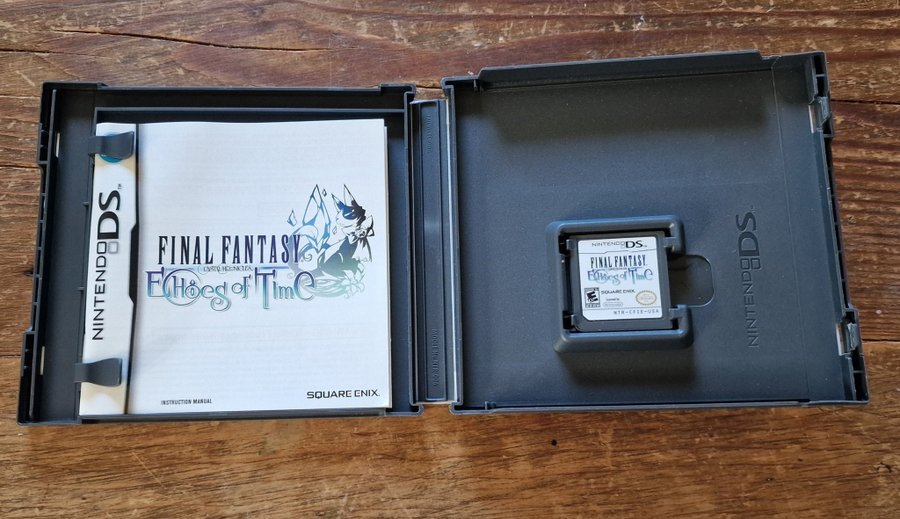 NINTENDO DS™
FINAL FANTASY
CRYSTAL CHRONICLES
Echoes of Time
INSTRUCTION MANUAL
SQUARE ENIX
NINTENDO DS
FINAL FANTASY
Echoes of Time
E
SQUARE ENIX
NTR-CFIE-USA
NINTENDO DS